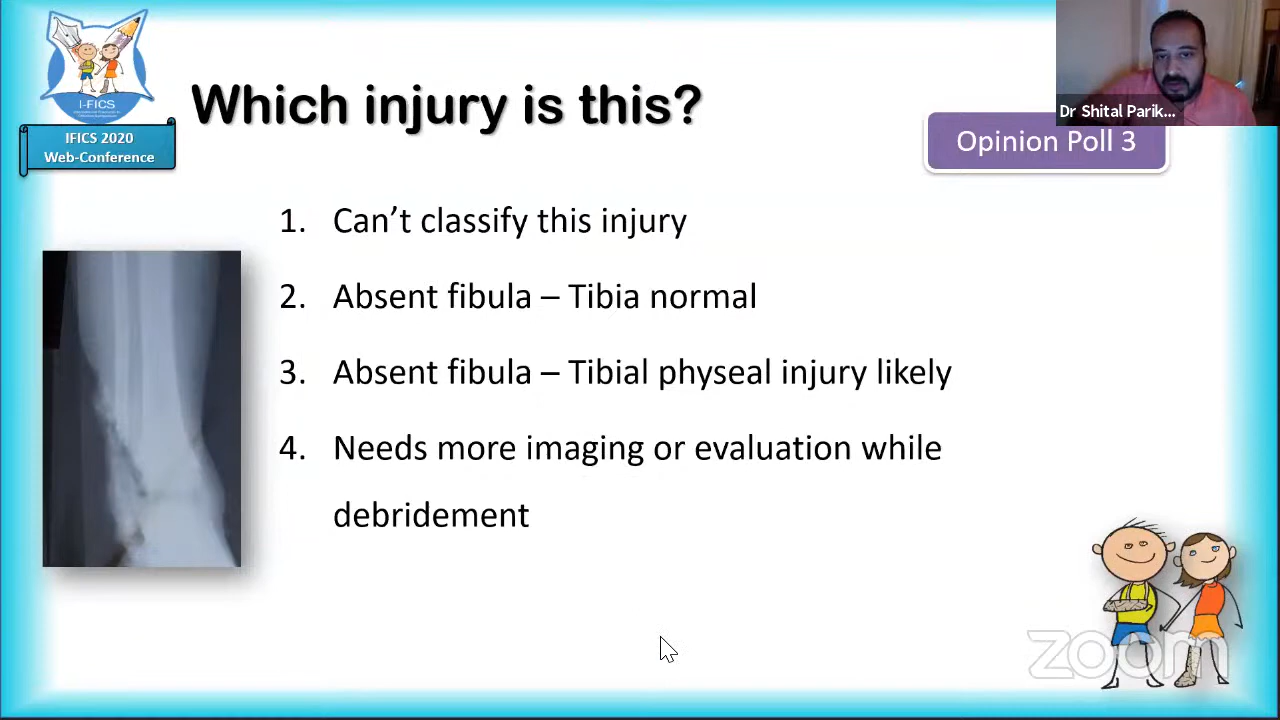 I-FICS
IFICS 2020
Web-Conference
Which injury is this?
Dr Shital Parik...
Opinion Poll 3
1. Can't classify this injury
2. Absent fibula – Tibia normal
3. Absent fibula – Tibial physeal injury likely
4. Needs more imaging or evaluation while
debridement
zoom